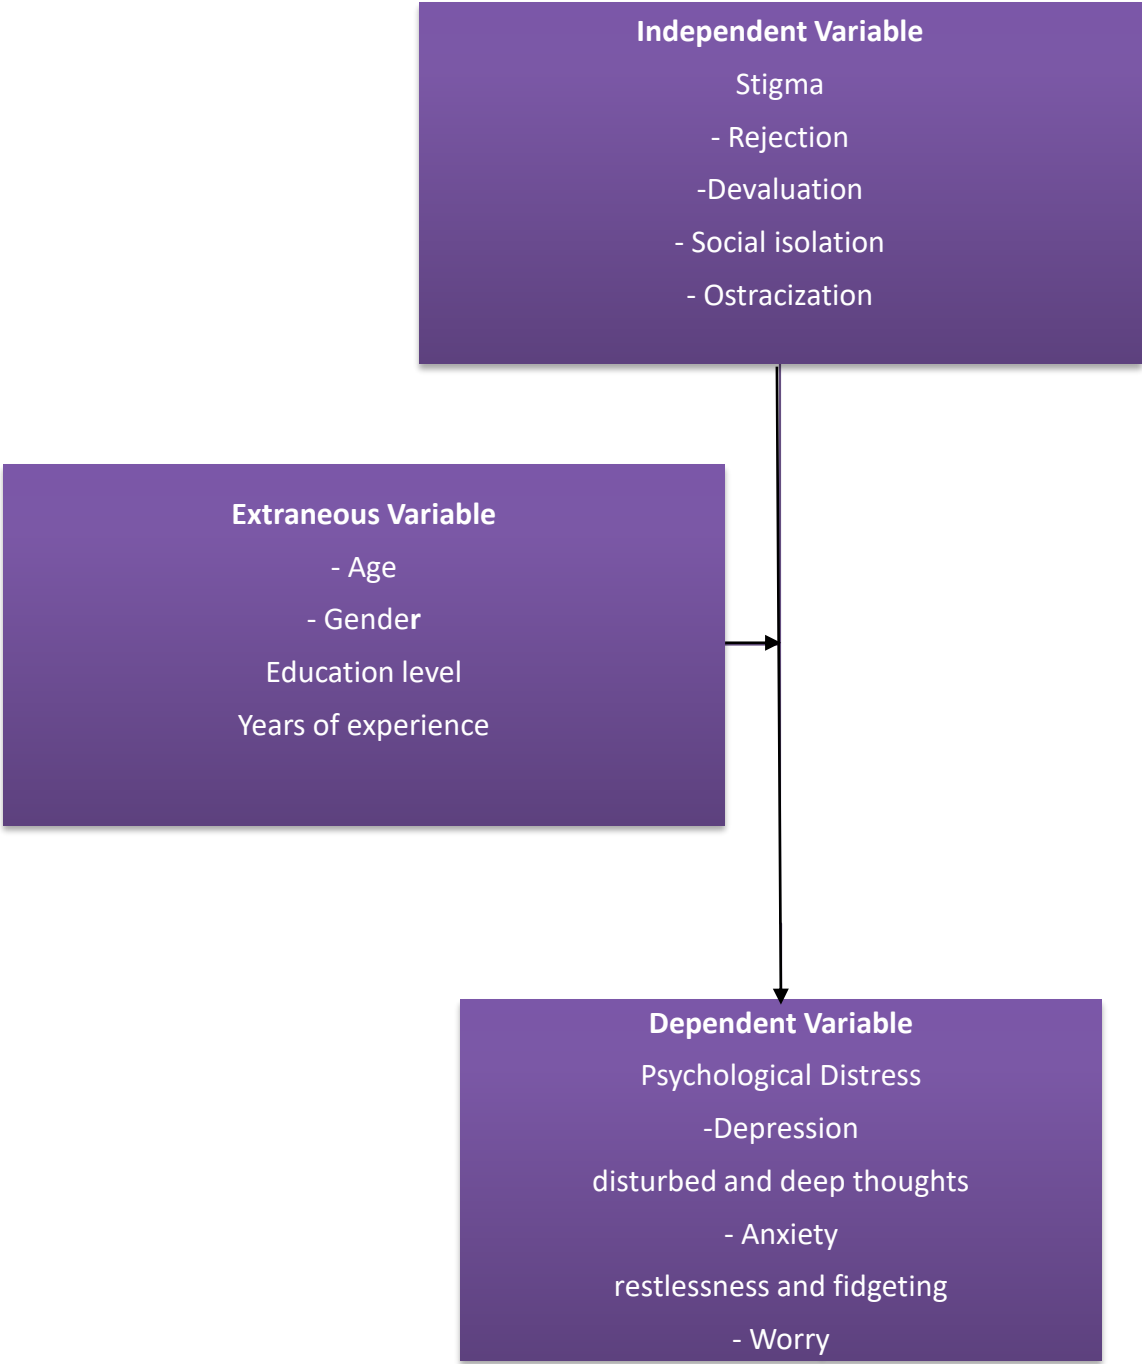 Independent Variable
Stigma
- Rejection
-Devaluation
- Social isolation
- Ostracization
Extraneous Variable
- Age
- Gender
Education level
Years of experience
Dependent Variable
Psychological Distress
-Depression
disturbed and deep thoughts
- Anxiety
restlessness and fidgeting
- Worry